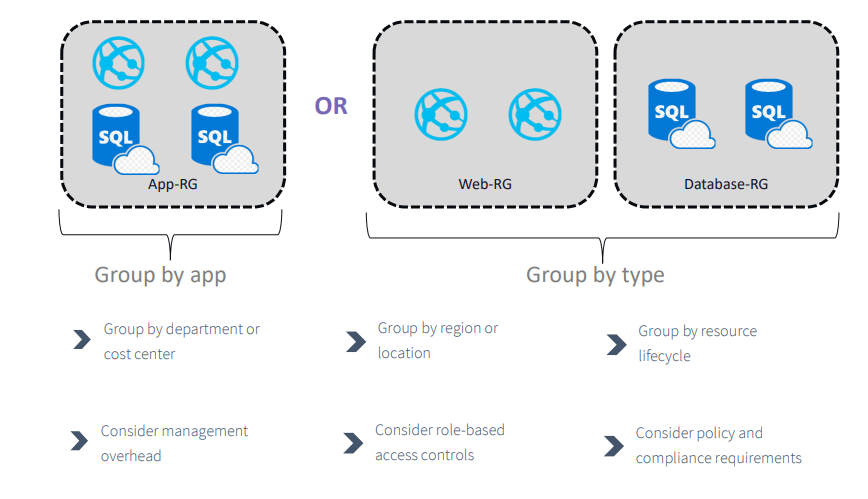 SQL
SQL
App-RG
OR
Web-RG
SQL
SQL
Database-RG
Group by app
Group by type
Group by department or
cost center
Group by region or
location
Group by resource
lifecycle
Consider management
overhead
Consider role-based
access controls
Consider policy and
compliance requirements